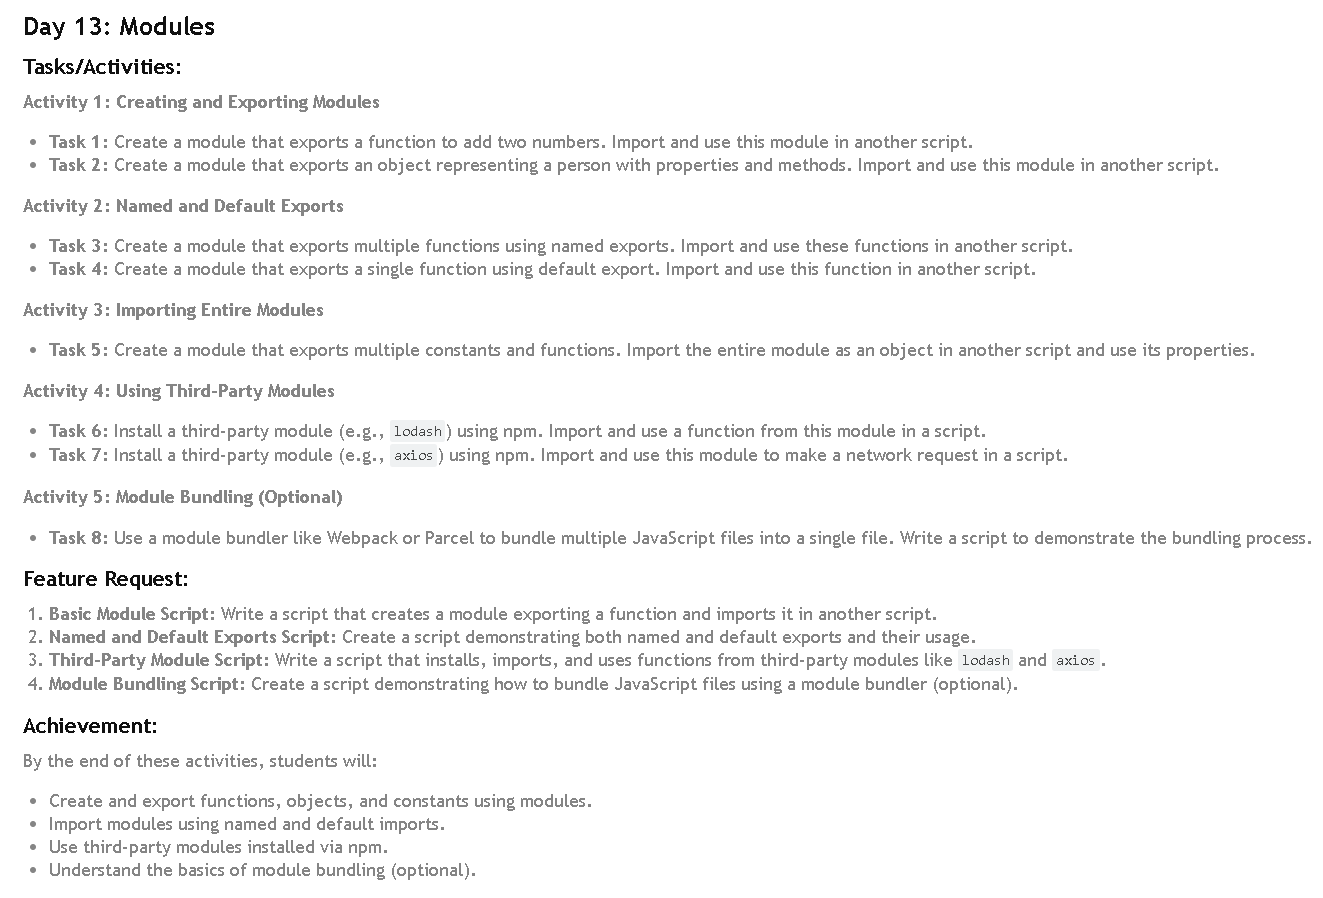 Day 13: Modules
Tasks/Activities:
Activity 1: Creating and Exporting Modules
• Task 1: Create a module that exports a function to add two numbers. Import and use this module in another script.
• Task 2: Create a module that exports an object representing a person with properties and methods. Import and use this module in another script.
Activity 2: Named and Default Exports
• Task 3: Create a module that exports multiple functions using named exports. Import and use these functions in another script.
• Task 4: Create a module that exports a single function using default export. Import and use this function in another script.
Activity 3: Importing Entire Modules
• Task 5: Create a module that exports multiple constants and functions. Import the entire module as an object in another script and use its properties.
Activity 4: Using Third-Party Modules
• Task 6: Install a third-party module (e.g., lodash) using npm. Import and use a function from this module in a script.
• Task 7: Install a third-party module (e.g., axios) using npm. Import and use this module to make a network request in a script.
Activity 5: Module Bundling (Optional)
• Task 8: Use a module bundler like Webpack or Parcel to bundle multiple JavaScript files into a single file. Write a script to demonstrate the bundling process.
Feature Request:
1. Basic Module Script: Write a script that creates a module exporting a function and imports it in another script.
2. Named and Default Exports Script: Create a script demonstrating both named and default exports and their usage.
3. Third-Party Module Script: Write a script that installs, imports, and uses functions from third-party modules like lodash and axios.
4. Module Bundling Script: Create a script demonstrating how to bundle JavaScript files using a module bundler (optional).
Achievement:
By the end of these activities, students will:
• Create and export functions, objects, and constants using modules.
• Import modules using named and default imports.
• Use third-party modules installed via npm.
• Understand the basics of module bundling (optional).